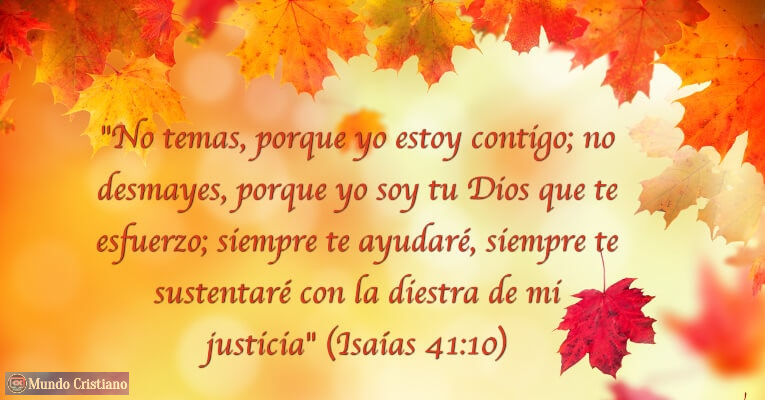 "No temas, porque yo estoy contigo; no
desmayes, porque yo soy tu Dios que te
esfuerzo; siempre te ayudaré, siempre te
sustentaré con la diestra de mi
justicia" (Isaías 41:10)
Mundo Cristiano